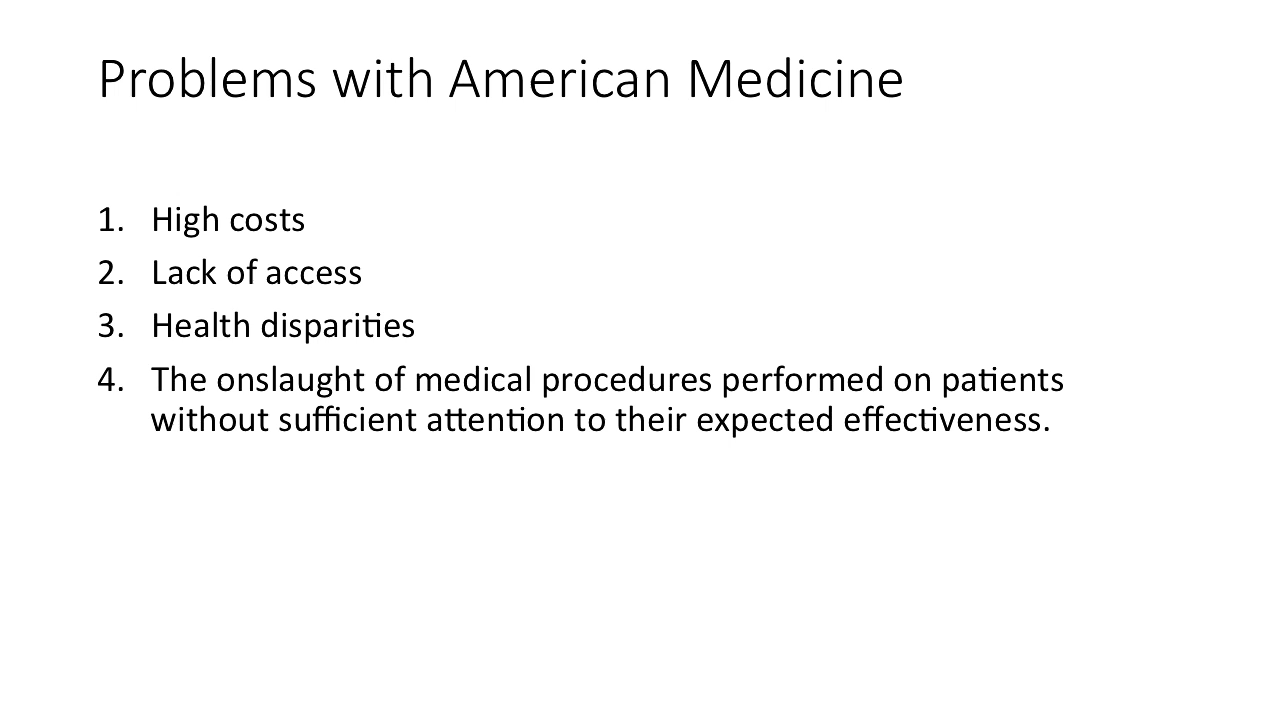 Problems with American Medicine
1. High costs
2. Lack of access
3. Health disparities
4. The onslaught of medical procedures performed on patients
without sufficient attention to their expected effectiveness.